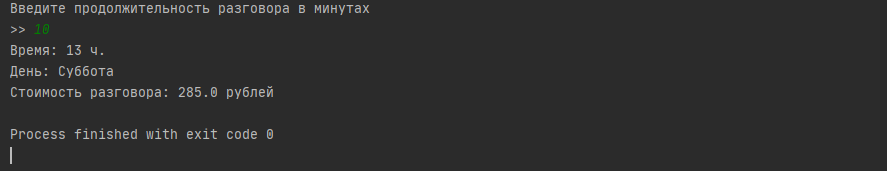 Введите продолжительность разговора в минутах
>> 10
Время: 13 ч.
День: Суббота
Стоимость разговора: 285.0 рублей
Process finished with exit code 0